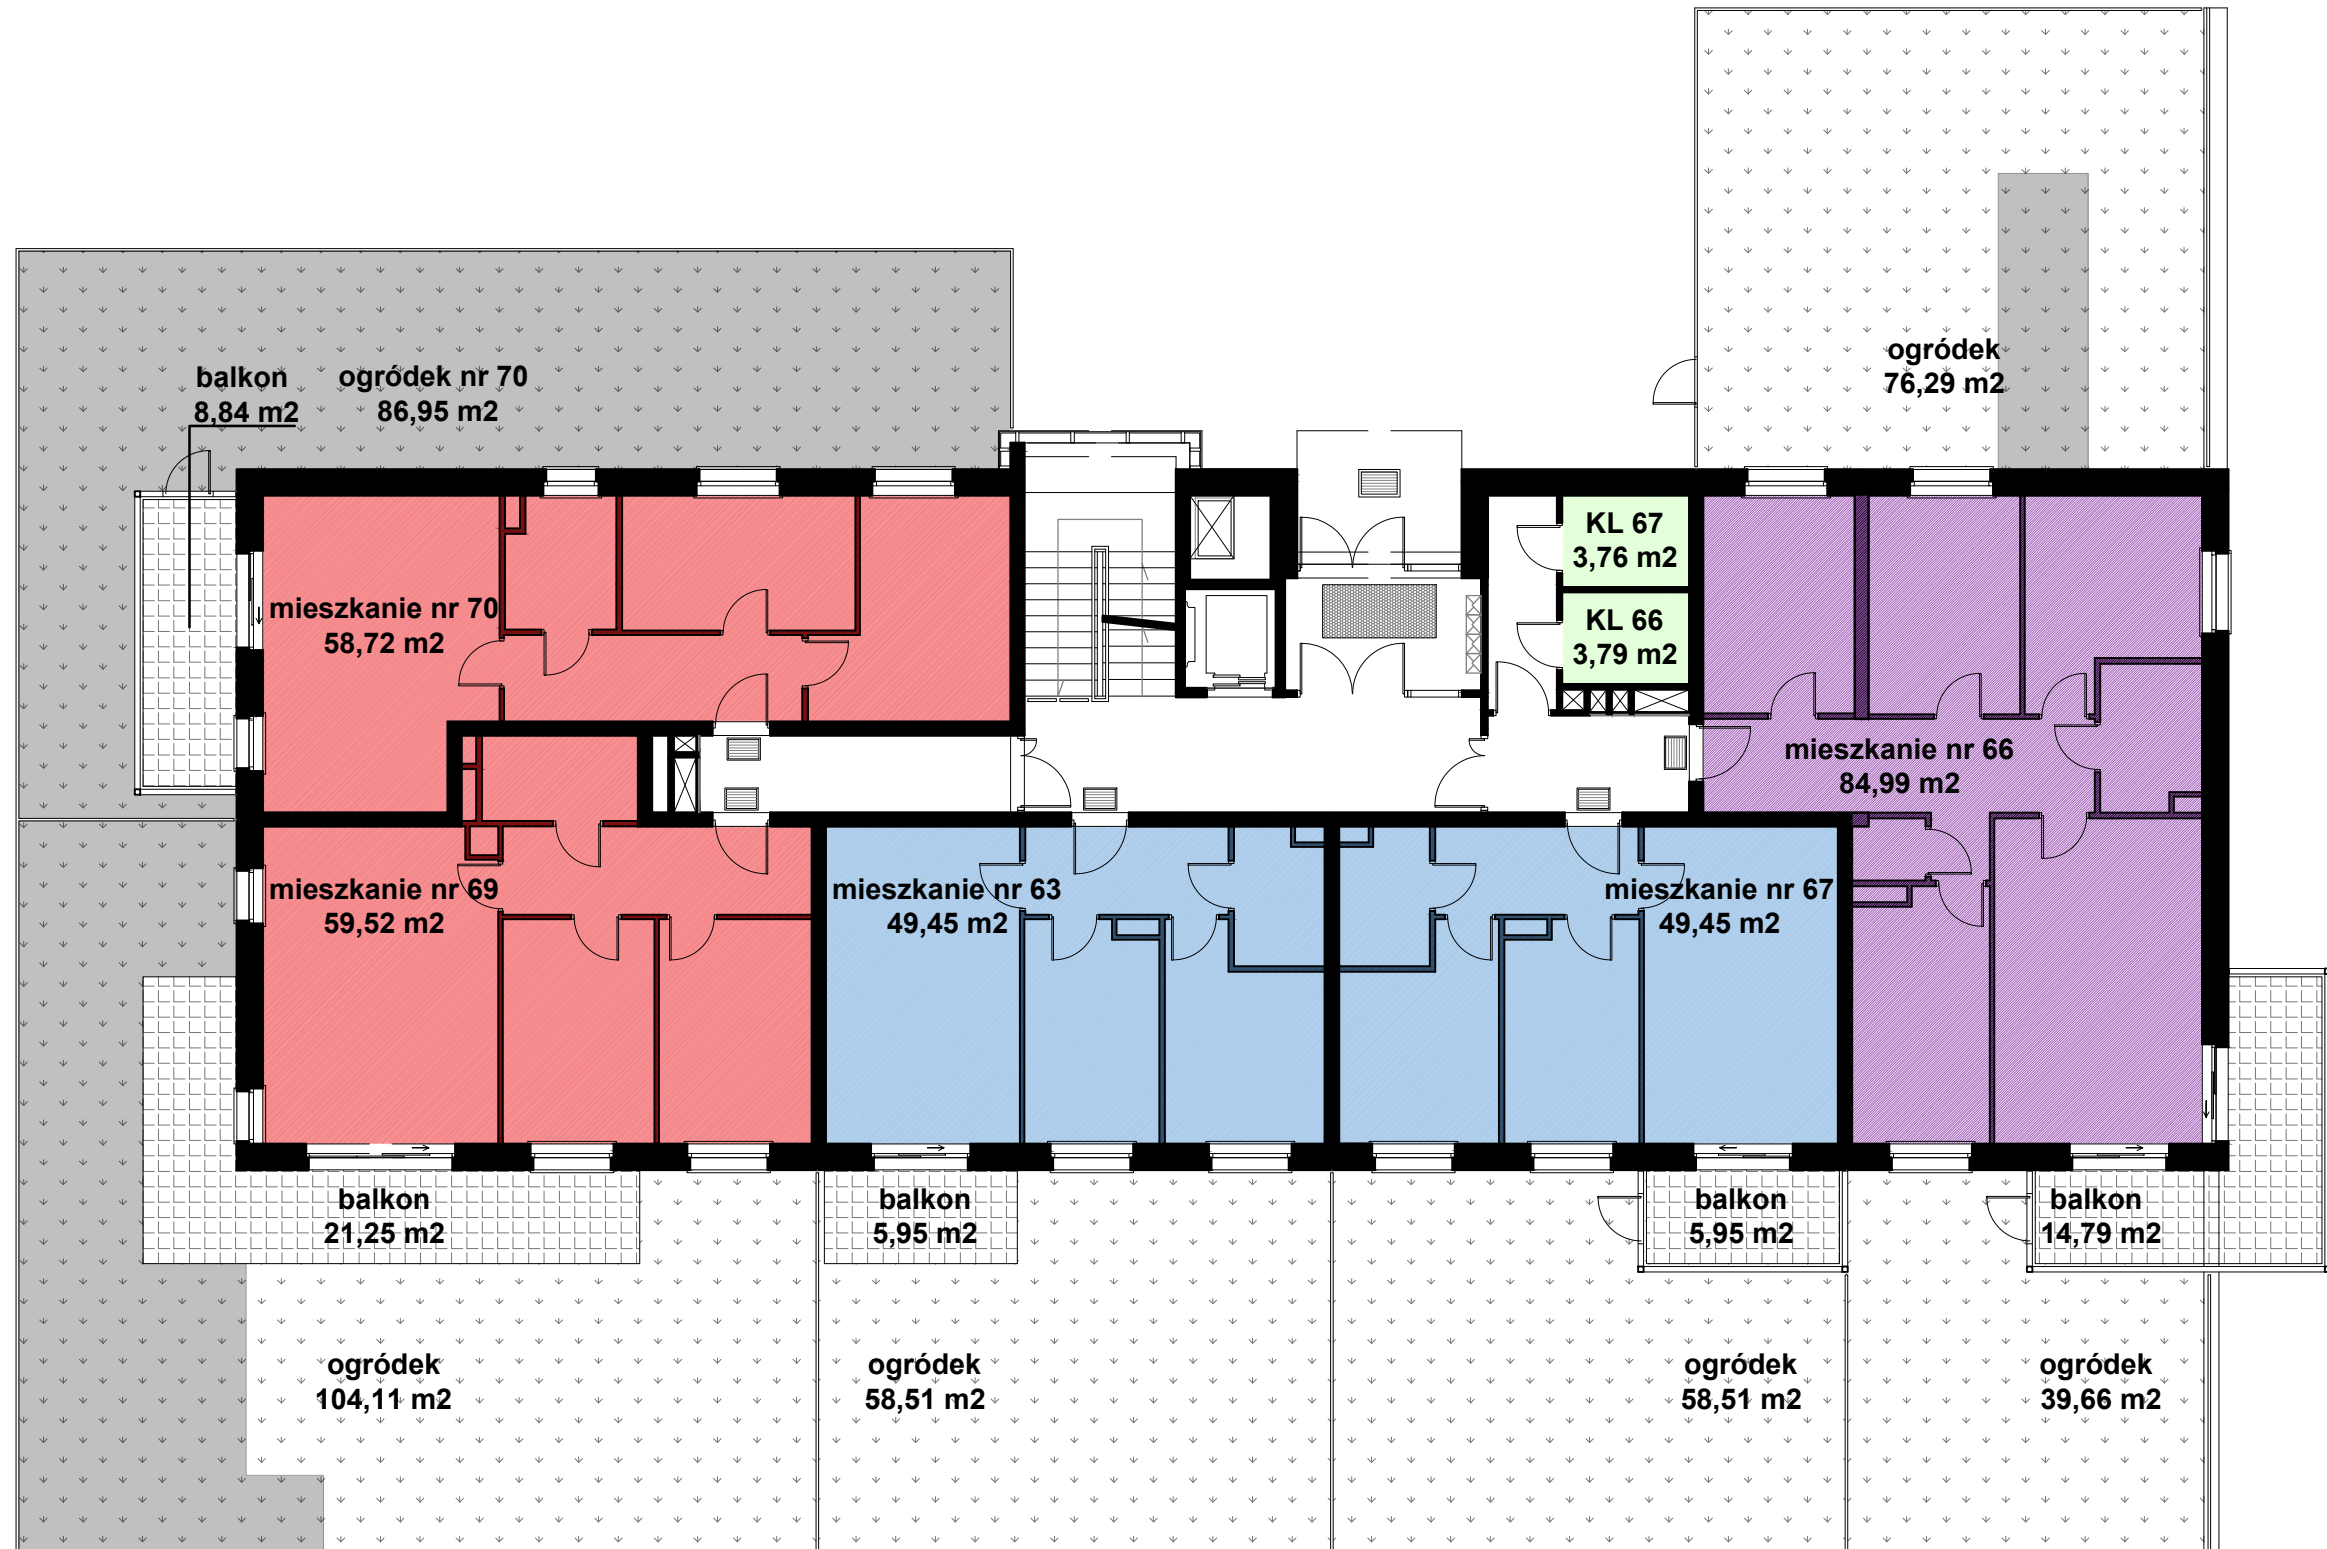 ogródek
76,29 m2
balkon
8,84 m2
ogródek nr 70
86,95 m2
KL 67
3,76 m2
KL 66
3,79 m2
mieszkanie nr 70
58,72 m2
mieszkanie nr 66
84,99 m2
mieszkanie nr 69
59,52 m2
mieszkanie nr 63
49,45 m2
mieszkanie nr 67
49,45 m2
balkon
21,25 m2
balkon
5,95 m2
balkon
5,95 m2
balkon
14,79 m2
ogródek
104,11 m2
ogródek
58,51 m2
ogródek
58,51 m2
ogródek
39,66 m2